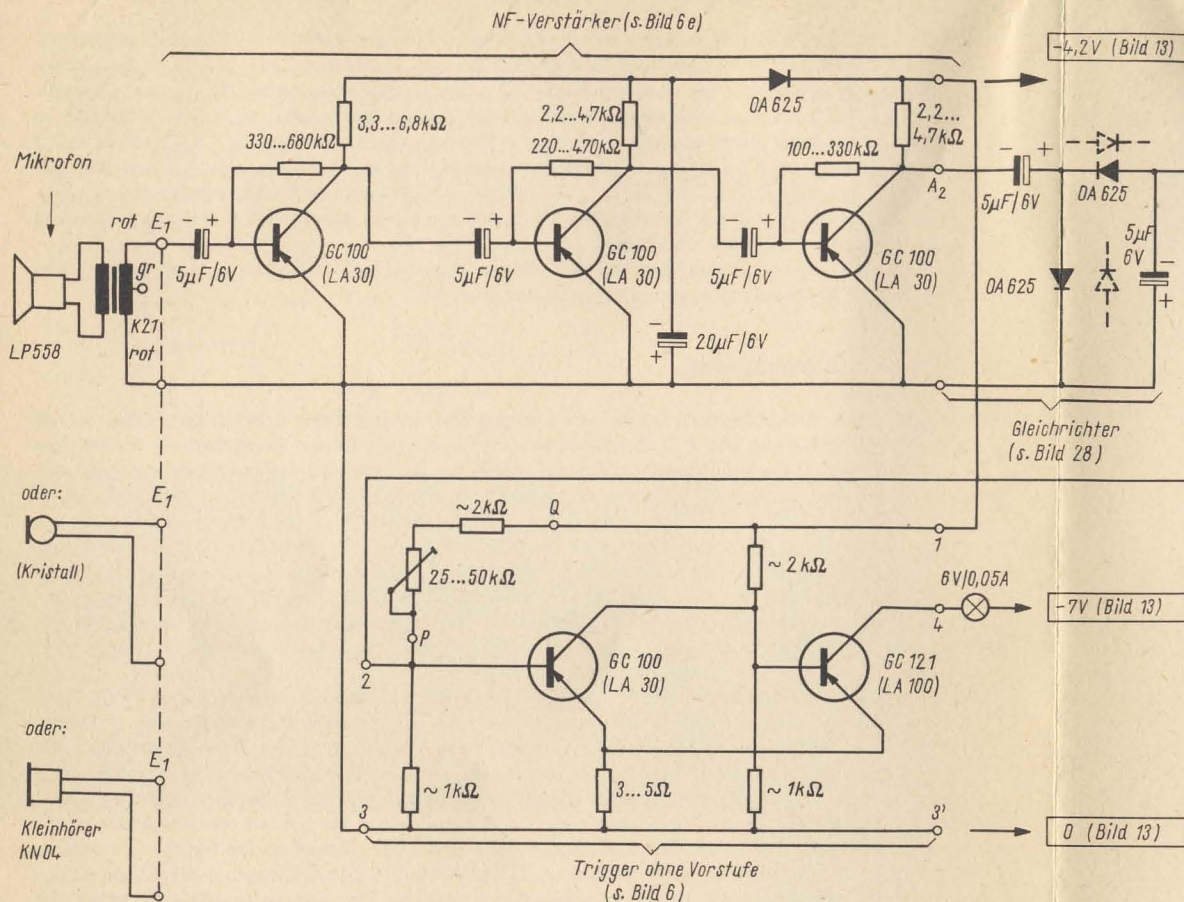 NF-Verstärker (s. Bild 6e)
-4,2V (Bild 13)
OA 625
3,3...6,8kΩ
330...680kΩ
2,2...4,7kΩ
220...470kΩ
2,2...
4,7kΩ
100...330kΩ
A2
Mikrofon
rot
E1
- +
5µF/6V
gr
K21
rot
LP558
GC 100
(LA 30)
- +
5µF/6V
GC 100
(LA 30)
-
+
20µF/6V
- +
5µF/6V
GC 100
(LA 30)
- +
5µF/6V
OA 625
OA 625
5µF
6V
-
+
Gleichrichter
(s. Bild 28)
oder:
E1
(Kristall)
~2kΩ
Q
1
25...50kΩ
P
2
~2kΩ
6V/0,05A
4
-7V (Bild 13)
GC 100
(LA 30)
GC 121
(LA 100)
oder:
E1
Kleinhörer
KN 04
~1kΩ
3...5Ω
~1kΩ
3
3'
0 (Bild 13)
Trigger ohne Vorstufe
(s. Bild 6)